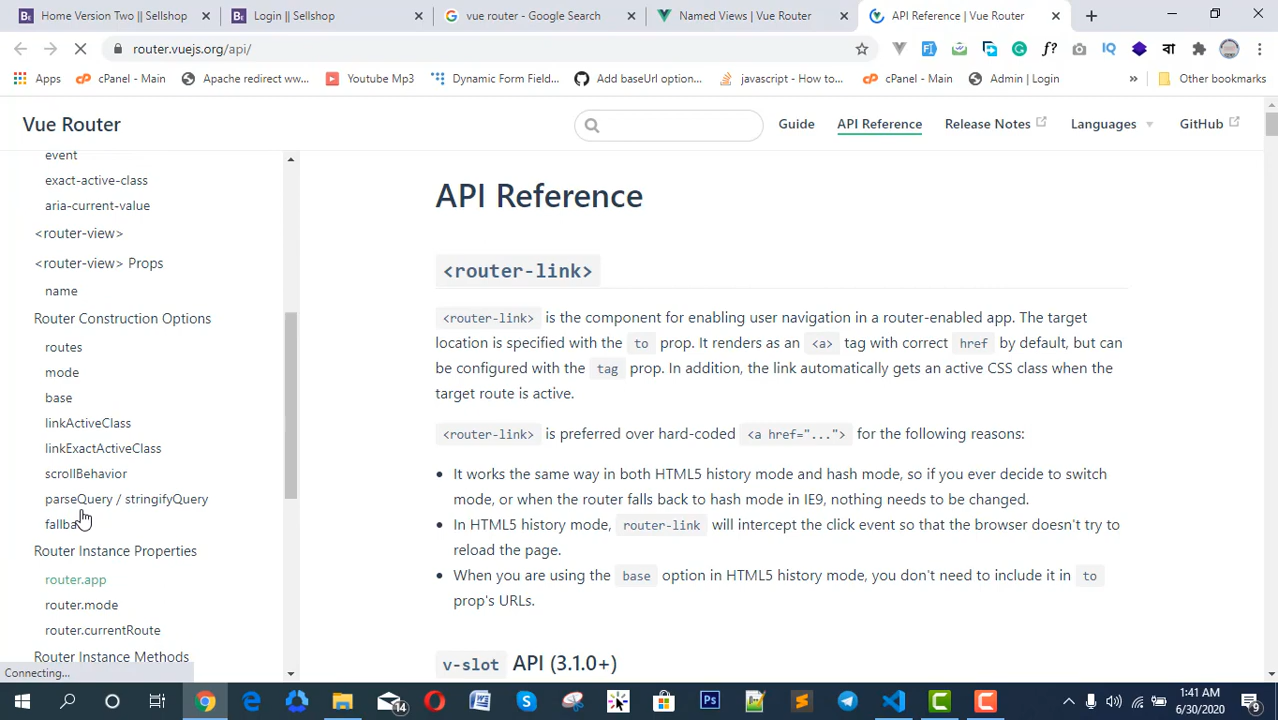 Home Version Two || Sellshop
Login || Sellshop
vue router - Google Search
Named Views | Vue Router
API Reference | Vue Router
router.vuejs.org/api/
f?
IQ
বা
Apps
cPanel - Main
Apache redirect ww...
Youtube Mp3
Dynamic Form Field...
Add baseUrl option...
javascript - How to...
cPanel - Main
Admin | Login
»
Other bookmarks
Vue Router
Guide
API Reference
Release Notes
Languages
GitHub
event
exact-active-class
aria-current-value
<router-view>
<router-view> Props
name
Router Construction Options
routes
mode
base
linkActiveClass
linkExactActiveClass
scrollBehavior
parseQuery / stringifyQuery
Router Instance Properties
router.app
router.mode
router.currentRoute
Router Instance Methods
Connecting...
API Reference
<router-link>
<router-link> is the component for enabling user navigation in a router-enabled app. The target
location is specified with the to prop. It renders as an <a> tag with correct href by default, but can
be configured with the tag prop. In addition, the link automatically gets an active CSS class when the
target route is active.
<router-link> is preferred over hard-coded <a href="..."> for the following reasons:
It works the same way in both HTML5 history mode and hash mode, so if you ever decide to switch
mode, or when the router falls back to hash mode in IE9, nothing needs to be changed.
In HTML5 history mode, router-link will intercept the click event so that the browser doesn't try to
reload the page.
When you are using the base option in HTML5 history mode, you don't need to include it in to
prop's URLs.
v-slot API (3.1.0+)
14
Ps
1:41 AM
6/30/2020
9